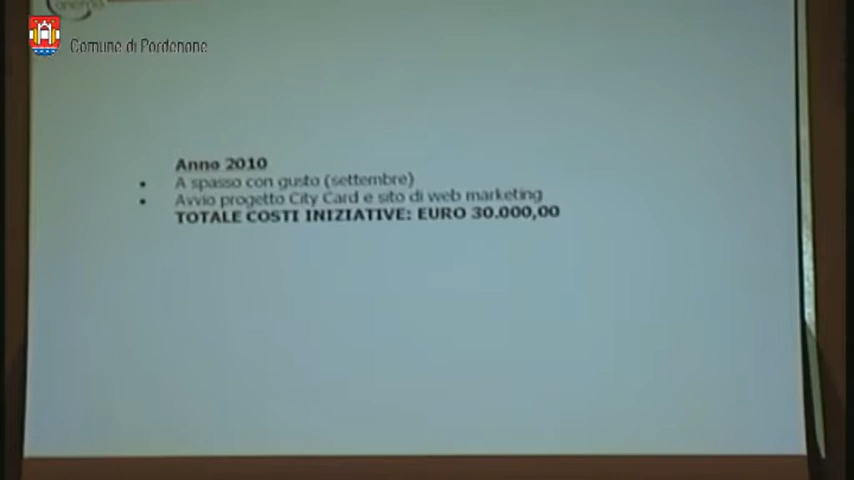 Comune di Pordenone
Anno 2010
• A spasso con gusto (settembre)
• Avvio progetto City Card e sito di web marketing
TOTALE COSTI INIZIATIVE: EURO 30.000,00